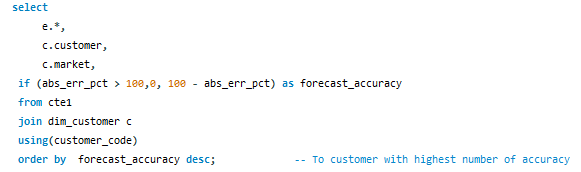 select
e.*,
c.customer,
c.market,
if (abs_err_pct > 100,0, 100 - abs_err_pct) as forecast_accuracy
from cte1
join dim_customer c
using(customer_code)
order by  forecast_accuracy desc;             -- To customer with highest number of accuracy